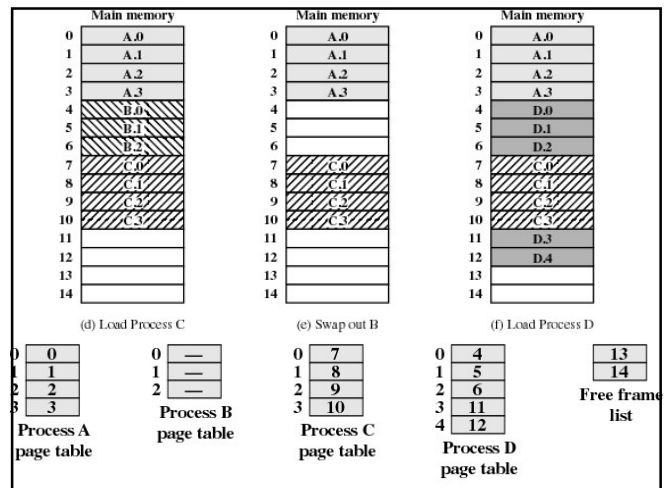 Main memory Main memory Main memory
0 A.0 0 A.0 0 A.0
1 A.1 1 A.1 1 A.1
2 A.2 2 A.2 2 A.2
3 A.3 3 A.3 3 A.3
4 B.0 4 4 D.0
5 B.1 5 5 D.1
6 B.2 6 6 D.2
7 C.0 7 C.0 7 C.0
8 C.1 8 C.1 8 C.1
9 C.2 9 C.2 9 C.2
10 C.3 10 C.3 10 C.3
11 11 11 D.3
12 12 12 D.4
13 13 13
14 14 14
(d) Load Process C (e) Swap out B (f) Load Process D
0 0 0 — 0 7 0 4 13
1 1 1 — 1 8 1 5 14
2 2 2 — 2 9 2 6 Free frame
3 3 Process B 3 10 3 11 list
Process A page table Process C 4 12
page table page table Process D
page table